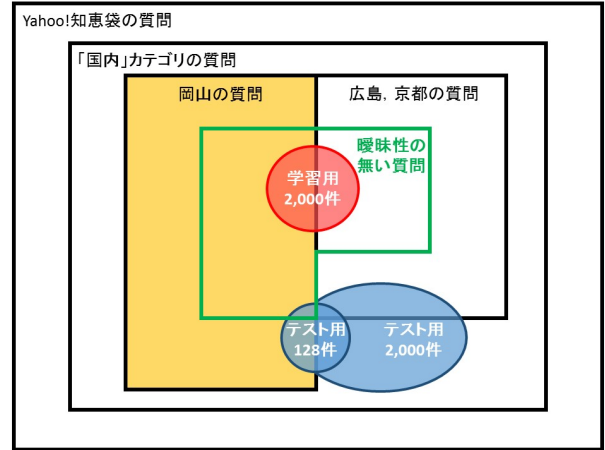 Yahoo!知恵袋の質問
「国内」カテゴリの質問
岡山の質問
広島, 京都の質問
曖昧性の
無い質問
学習用
2,000件
テスト用
128件
テスト用
2,000件